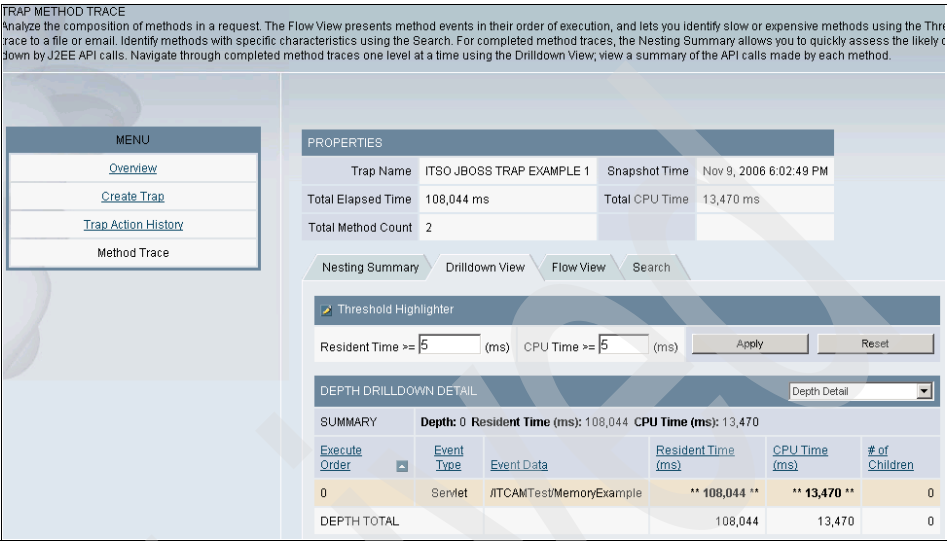 TRAP METHOD TRACE
Analyze the composition of methods in a request. The Flow View presents method events in their order of execution, and lets you identify slow or expensive methods using the Thre
trace to a file or email. Identify methods with specific characteristics using the Search. For completed method traces, the Nesting Summary allows you to quickly assess the likely c
down by J2EE API calls. Navigate through completed method traces one level at a time using the Drilldown View; view a summary of the API calls made by each method.
MENU
Overview
Create Trap
Trap Action History
Method Trace
PROPERTIES
Trap Name ITSO JBOSS TRAP EXAMPLE 1 Snapshot Time Nov 9, 2006 6:02:49 PM
Total Elapsed Time 108,044 ms Total CPU Time 13,470 ms
Total Method Count 2
Nesting Summary Drilldown View Flow View Search
Threshold Highlighter
Resident Time >= 5 (ms) CPU Time >= 5 (ms) Apply Reset
DEPTH DRILLDOWN DETAIL Depth Detail
SUMMARY Depth: 0 Resident Time (ms): 108,044 CPU Time (ms): 13,470
Execute Order Event Type Event Data Resident Time (ms) CPU Time (ms) # of Children
0 Servlet /ITCAMTest/MemoryExample ** 108,044 ** ** 13,470 ** 0
DEPTH TOTAL 108,044 13,470 0